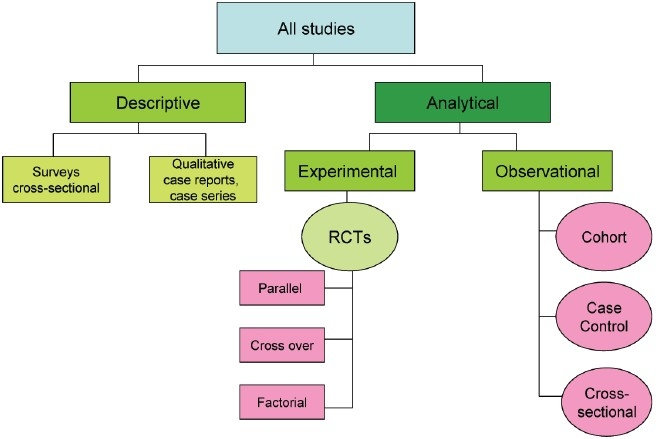 All studies
Descriptive
Analytical
Surveys
cross-sectional
Qualitative
case reports,
case series
Experimental
Observational
RCTs
Parallel
Cross over
Factorial
Cohort
Case
Control
Cross-
sectional